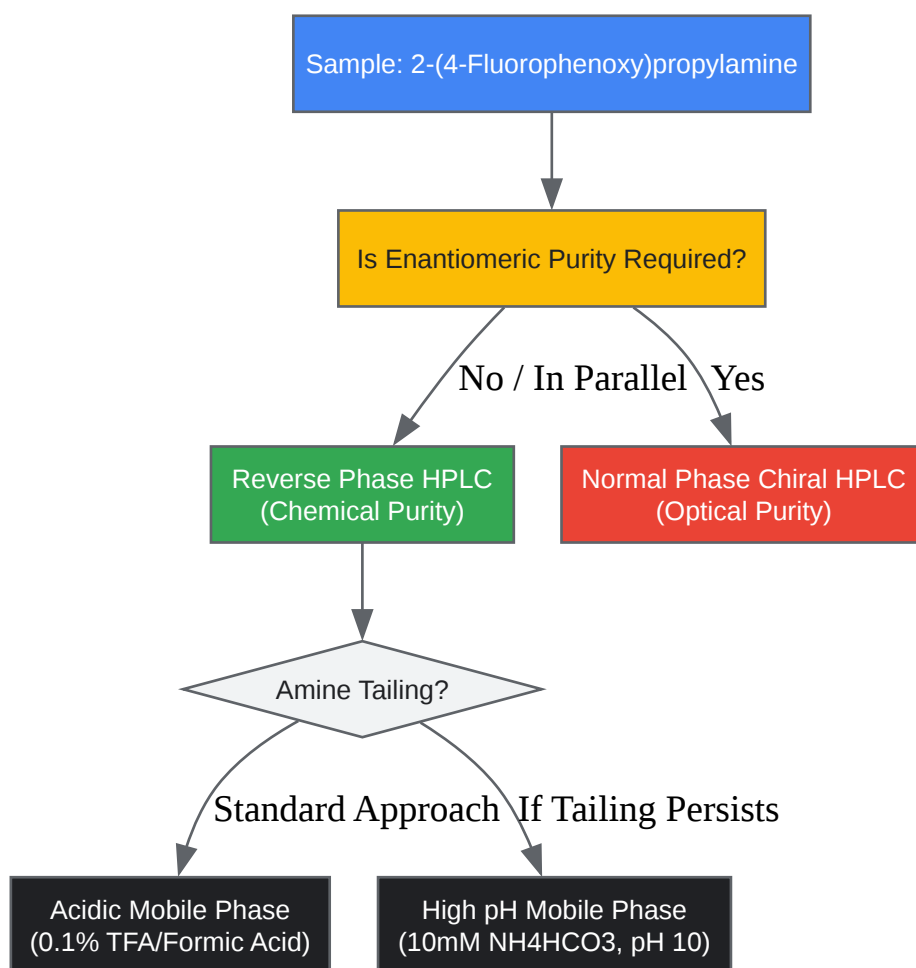 Sample: 2-(4-Fluorophenoxy)propylamine
Is Enantiomeric Purity Required?
No / In Parallel
Yes
Reverse Phase HPLC
(Chemical Purity)
Normal Phase Chiral HPLC
(Optical Purity)
Amine Tailing?
Standard Approach
If Tailing Persists
Acidic Mobile Phase
(0.1% TFA/Formic Acid)
High pH Mobile Phase
(10mM NH4HCO3, pH 10)